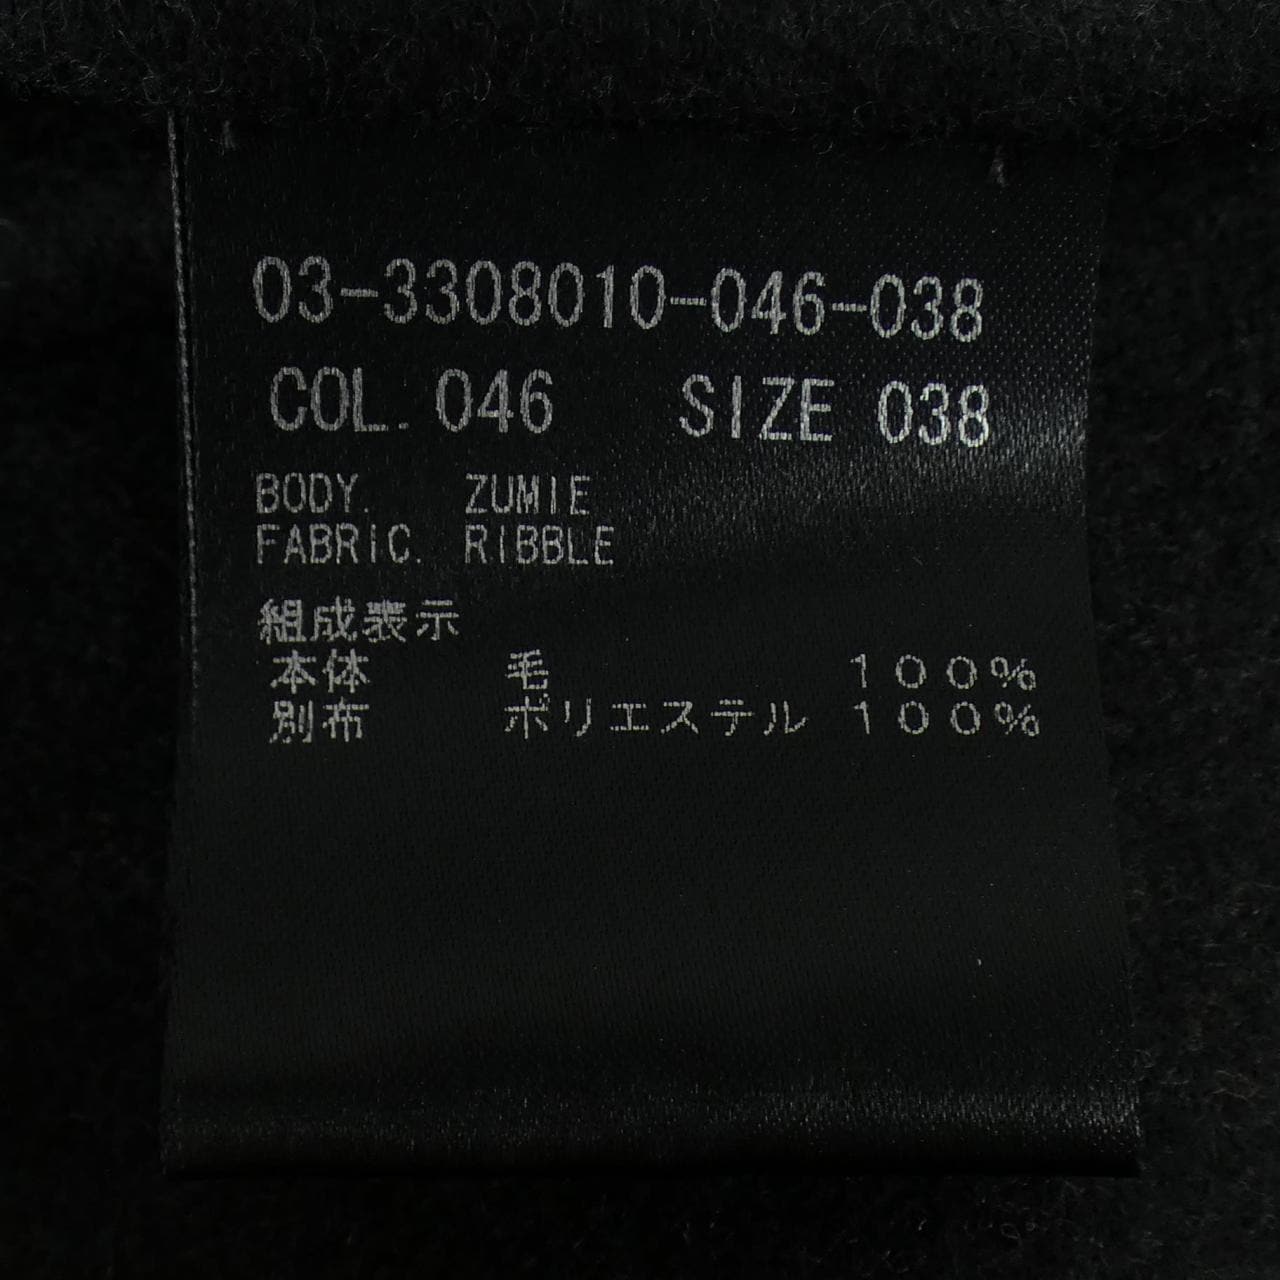 03-3308010-046-038
COL. 046 SIZE 038
BODY. ZUMIE
FABRIC. RIBBLE
組成表示
本体 毛 100%
別布 ポリエステル 100%